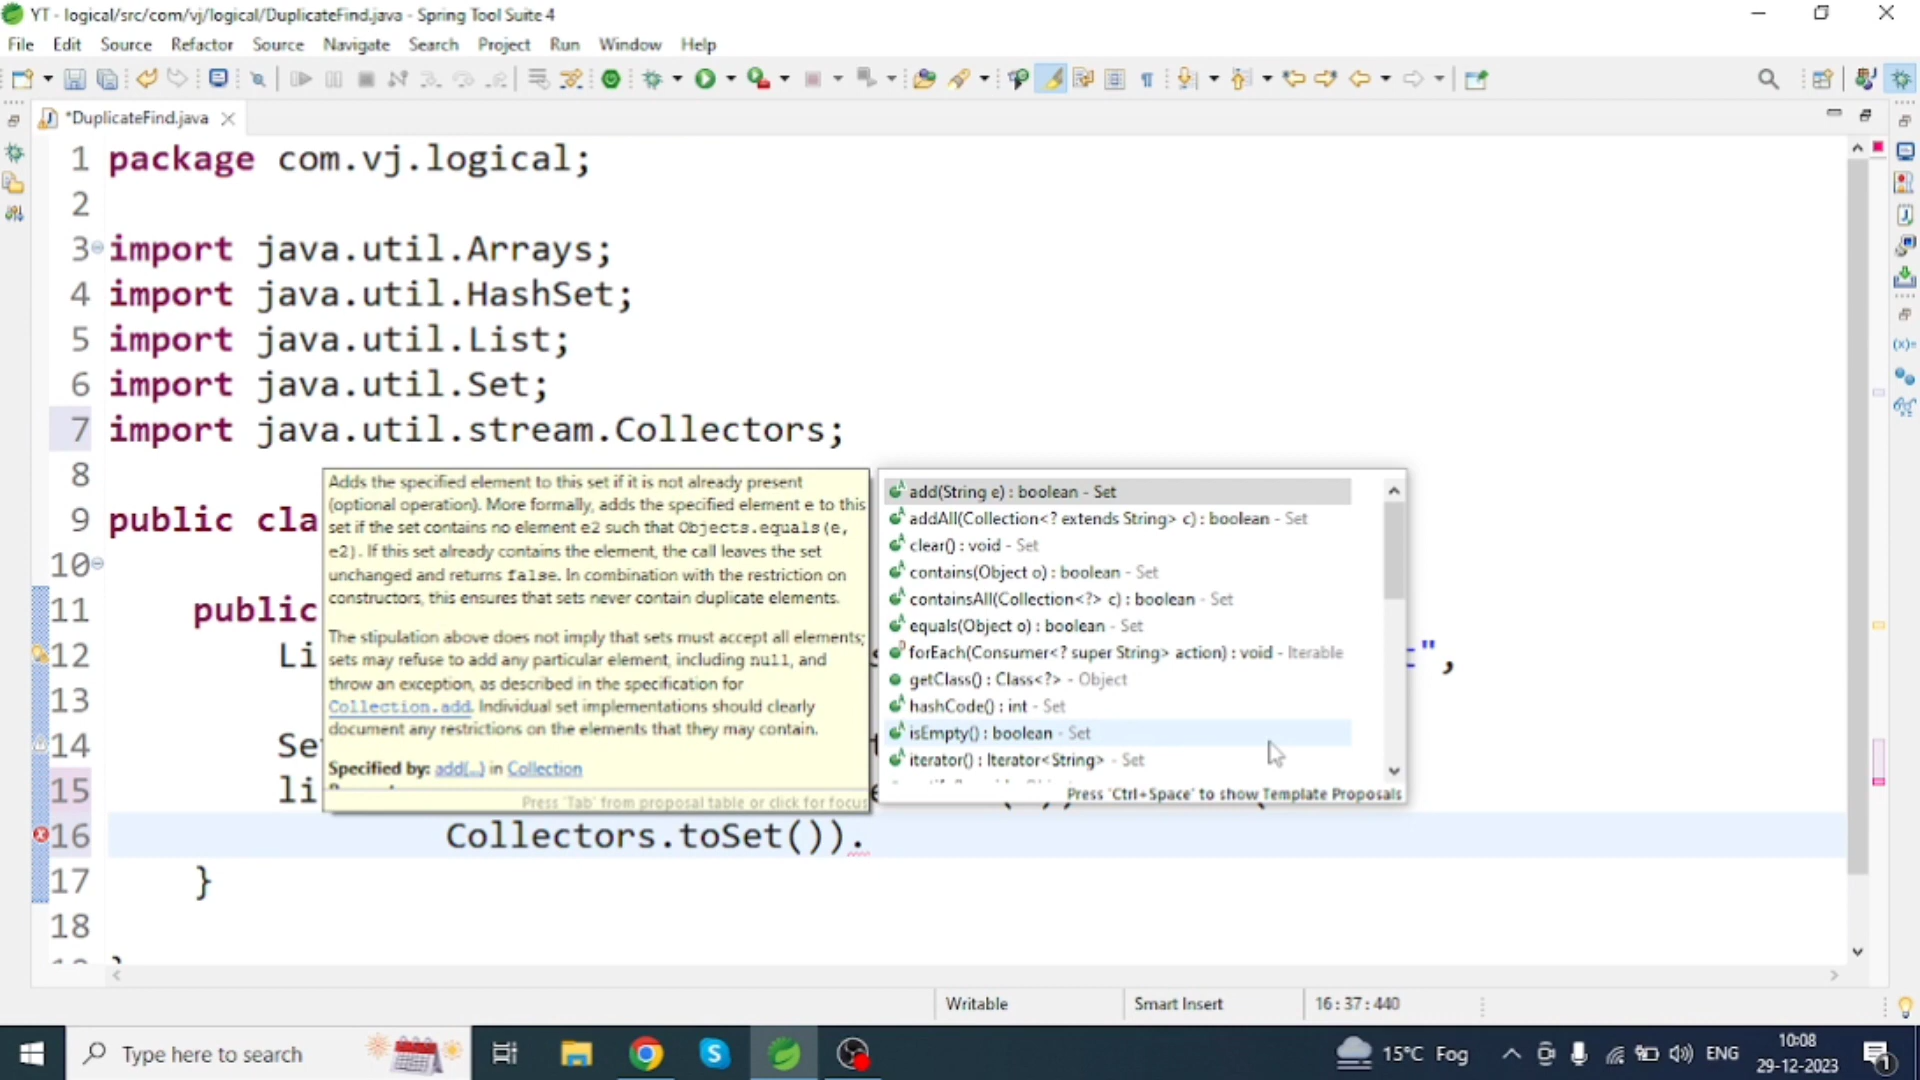 YT - logical/src/com/vj/logical/DuplicateFind.java - Spring Tool Suite 4
File Edit Source Refactor Source Navigate Search Project Run Window Help
*DuplicateFind.java
1 package com.vj.logical;
2
3 import java.util.Arrays;
4 import java.util.HashSet;
5 import java.util.List;
6 import java.util.Set;
7 import java.util.stream.Collectors;
8
9 public cla
10
11 public
12 Li ",
13
14 Se
15 li
16 Collectors.toSet()).
17 }
18
Adds the specified element to this set if it is not already present
(optional operation). More formally, adds the specified element e to this
set if the set contains no element e2 such that Objects.equals(e,
e2). If this set already contains the element, the call leaves the set
unchanged and returns false. In combination with the restriction on
constructors, this ensures that sets never contain duplicate elements.
The stipulation above does not imply that sets must accept all elements;
sets may refuse to add any particular element, including null, and
throw an exception, as described in the specification for
Collection.add. Individual set implementations should clearly
document any restrictions on the elements that they may contain.
Specified by: add(...) in Collection
Press 'Tab' from proposal table or click for focus
add(String e) : boolean - Set
addAll(Collection<? extends String> c) : boolean - Set
clear() : void - Set
contains(Object o) : boolean - Set
containsAll(Collection<?> c) : boolean - Set
equals(Object o) : boolean - Set
forEach(Consumer<? super String> action) : void - Iterable
getClass() : Class<?> - Object
hashCode() : int - Set
isEmpty() : boolean - Set
iterator() : Iterator<String> - Set
Press 'Ctrl+Space' to show Template Proposals
Writable Smart Insert 16 : 37 : 440
Type here to search
15°C Fog
ENG
10:08
29-12-2023
1